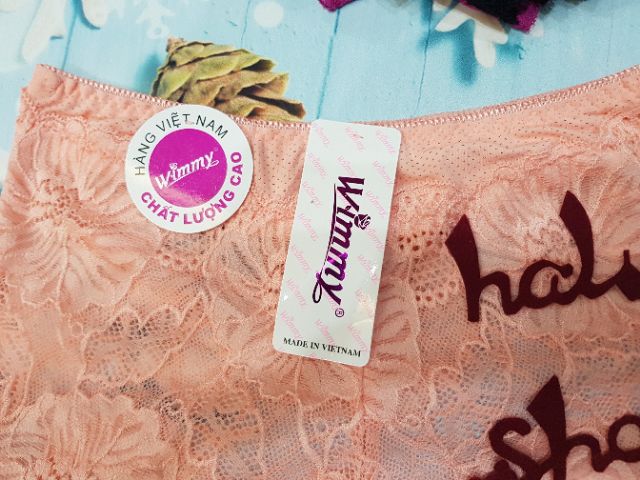 HÀNG VIỆT NAM
Wimmy
CHẤT LƯỢNG CAO
Wimmy
®
MADE IN VIETNAM